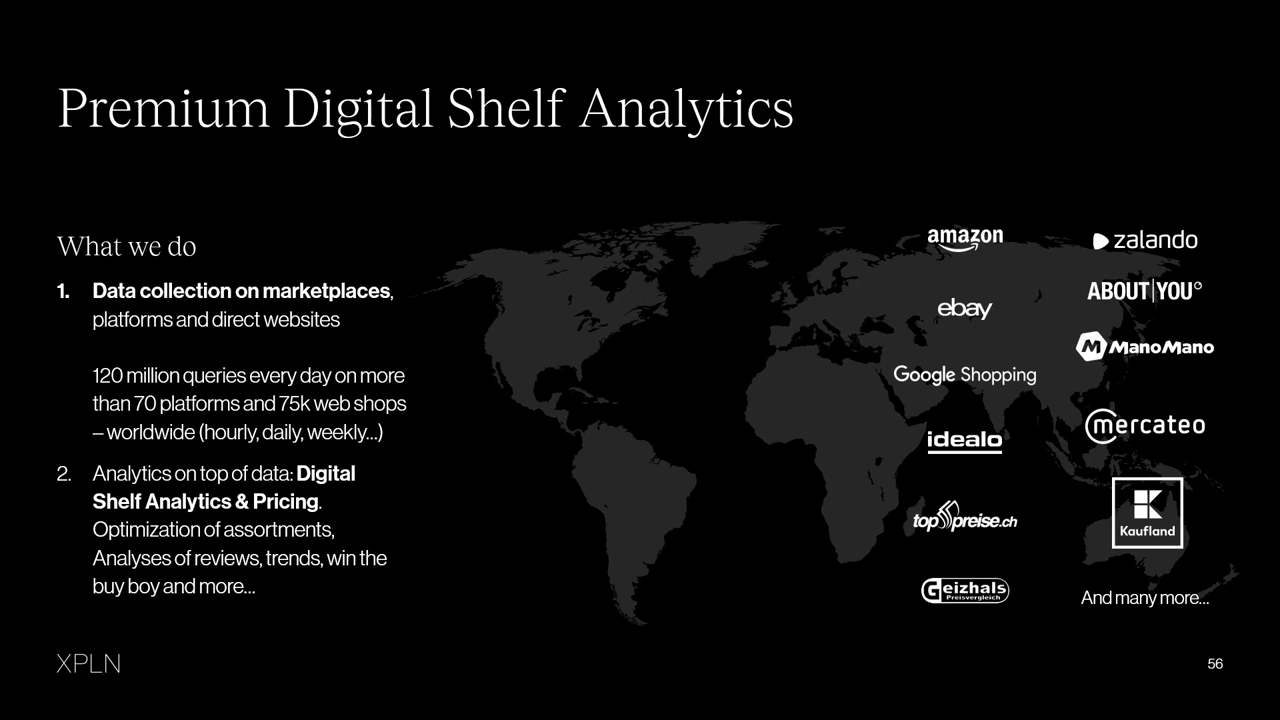 Premium Digital Shelf Analytics
What we do
1. Data collection on marketplaces,
platforms and direct websites
120 million queries every day on more
than 70 platforms and 75k web shops
– worldwide (hourly, daily, weekly...)
2. Analytics on top of data: Digital
Shelf Analytics & Pricing.
Optimization of assortments,
Analyses of reviews, trends, win the
buy boy and more...
amazon
ebay
Google Shopping
idealo
toppreise.ch
Geizhals
Preisvergleich
zalando
ABOUT|YOU
ManoMano
mercateo
Kaufland
And many more...
XPLN
56